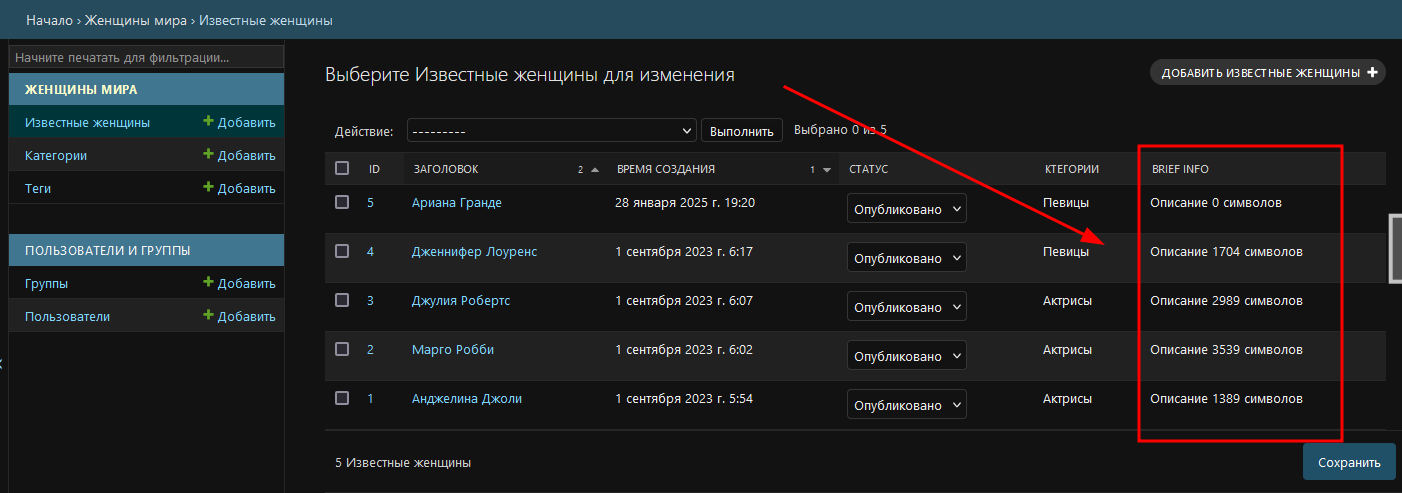 Начало › Женщины мира › Известные женщины
Начните печатать для фильтрации...
ЖЕНЩИНЫ МИРА
Известные женщины + Добавить
Категории + Добавить
Теги + Добавить
ПОЛЬЗОВАТЕЛИ И ГРУППЫ
Группы + Добавить
Пользователи + Добавить
Выберите Известные женщины для изменения
ДОБАВИТЬ ИЗВЕСТНЫЕ ЖЕНЩИНЫ +
Действие: --------- Выполнить Выбрано 0 из 5
ID ЗАГОЛОВОК 2 ВРЕМЯ СОЗДАНИЯ 1 СТАТУС КТЕГОРИИ BRIEF INFO
5 Ариана Гранде 28 января 2025 г. 19:20 Опубликовано Певицы Описание 0 символов
4 Дженнифер Лоуренс 1 сентября 2023 г. 6:17 Опубликовано Певицы Описание 1704 символов
3 Джулия Робертс 1 сентября 2023 г. 6:07 Опубликовано Актрисы Описание 2989 символов
2 Марго Робби 1 сентября 2023 г. 6:02 Опубликовано Актрисы Описание 3539 символов
1 Анджелина Джоли 1 сентября 2023 г. 5:54 Опубликовано Актрисы Описание 1389 символов
5 Известные женщины
Сохранить